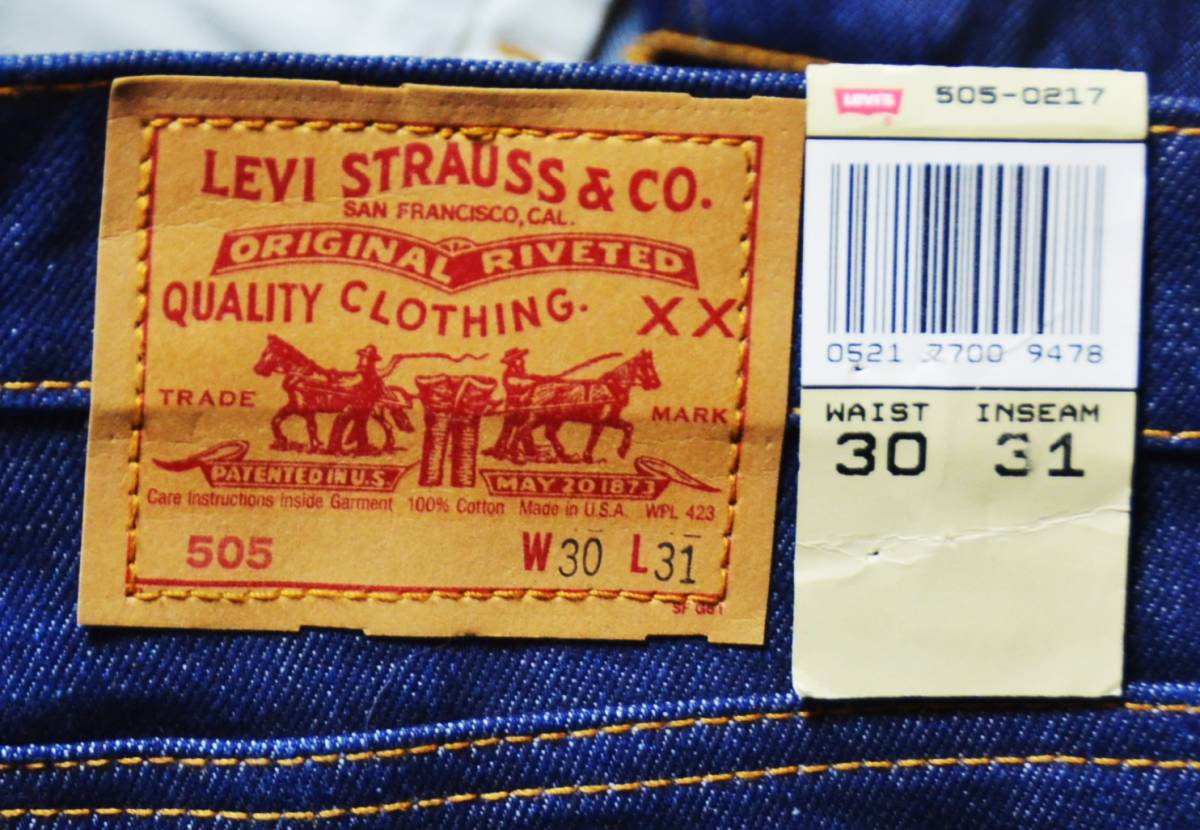 LEVI STRAUSS & CO.
SAN FRANCISCO, CAL.
ORIGINAL RIVETED
QUALITY CLOTHING. XX
TRADE MARK
PATENTED IN U.S MAY 20 1873
Care Instructions Inside Garment 100% Cotton Made in U.S.A. WPL 423
505 W30 L31
LEVI'S 505-0217
0521 7700 9478
WAIST INSEAM
30 31